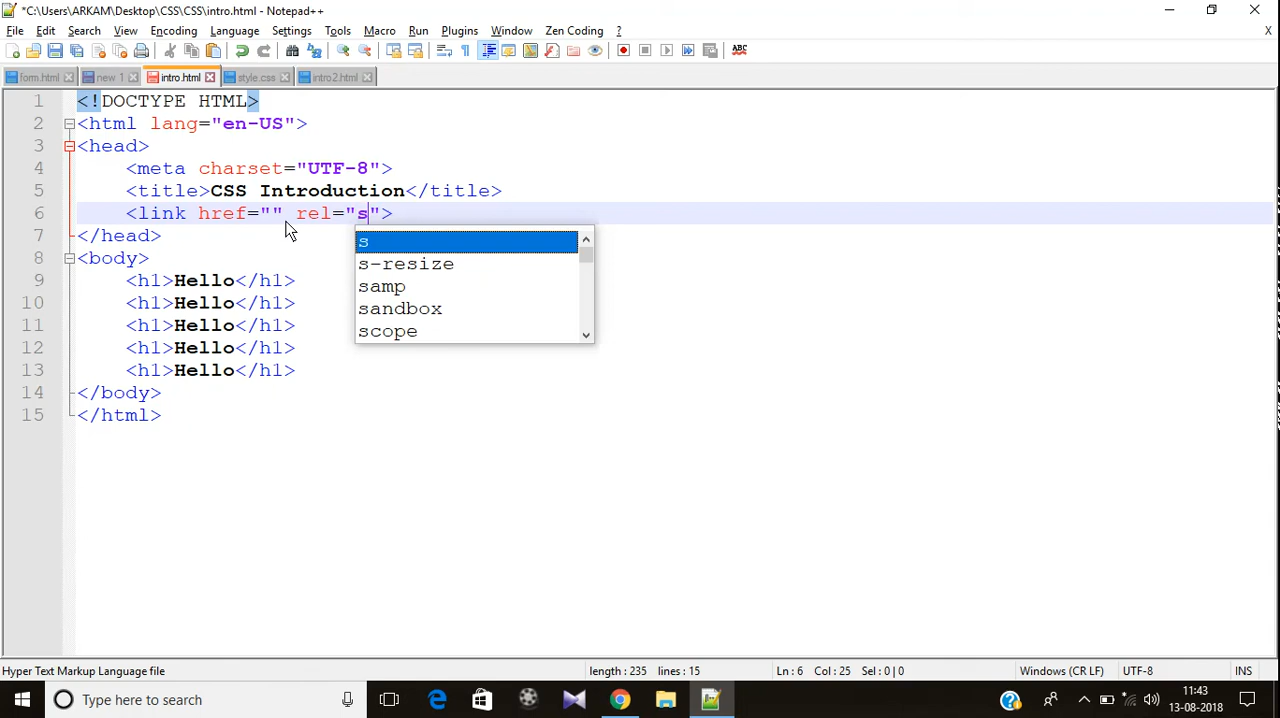 *C:\Users\ARKAM\Desktop\CSS\CSS\intro.html - Notepad++
File Edit Search View Encoding Language Settings Tools Macro Run Plugins Window Zen Coding ? X
ABC
form.html new 1 intro.html style.css intro2.html
1 <!DOCTYPE HTML>
2 <html lang="en-US">
3 <head>
4 <meta charset="UTF-8">
5 <title>CSS Introduction</title>
6 <link href="" rel="s">
7 </head>
s
8 <body>
s-resize
9 <h1>Hello</h1>
samp
10 <h1>Hello</h1>
sandbox
11 <h1>Hello</h1>
scope
12 <h1>Hello</h1>
13 <h1>Hello</h1>
14 </body>
15 </html>
Hyper Text Markup Language file length : 235 lines : 15 Ln : 6 Col : 25 Sel : 0 | 0 Windows (CR LF) UTF-8 INS
Type here to search
11:43
13-08-2018